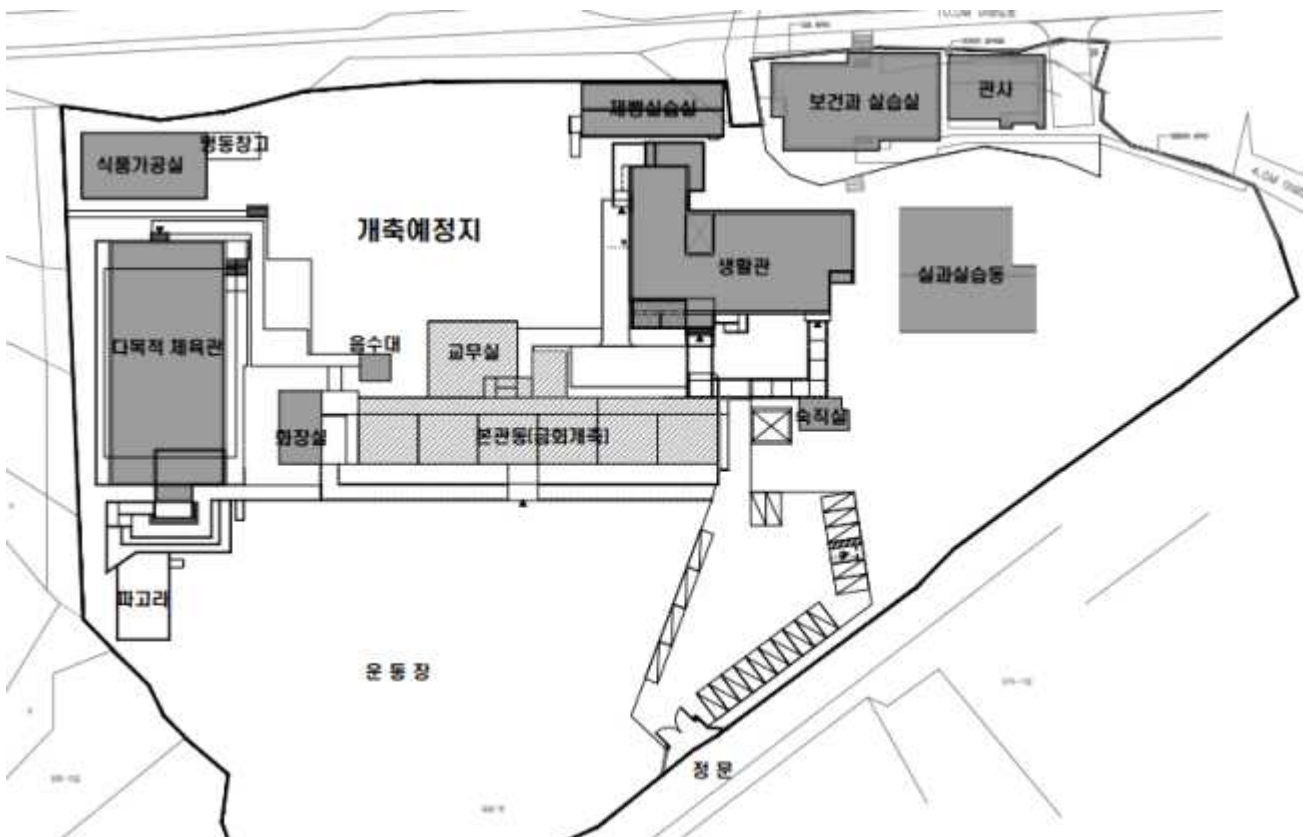 보건과 실습실
관사
제빵실습실
냉동창고
식품가공실
개축예정지
생활관
실과실습동
다목적 체육관
음수대
교무실
숙직실
화장실
본관동(금회개축)
파고라
운 동 장
정 문